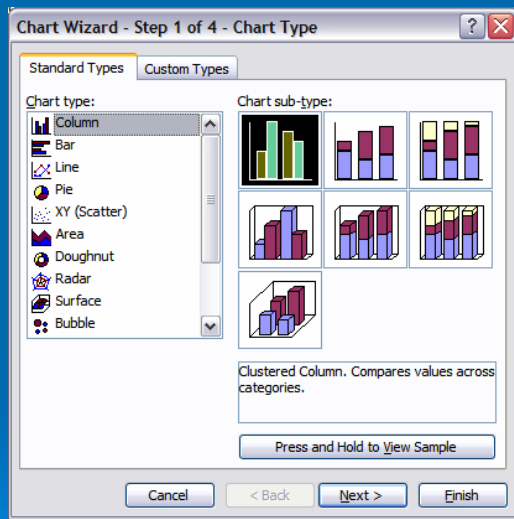 Chart Wizard - Step 1 of 4 - Chart Type
Standard Types
Custom Types
Chart type:
Column
Bar
Line
Pie
XY (Scatter)
Area
Doughnut
Radar
Surface
Bubble
Chart sub-type:
Clustered Column. Compares values across
categories.
Press and Hold to View Sample
Cancel
< Back
Next >
Finish